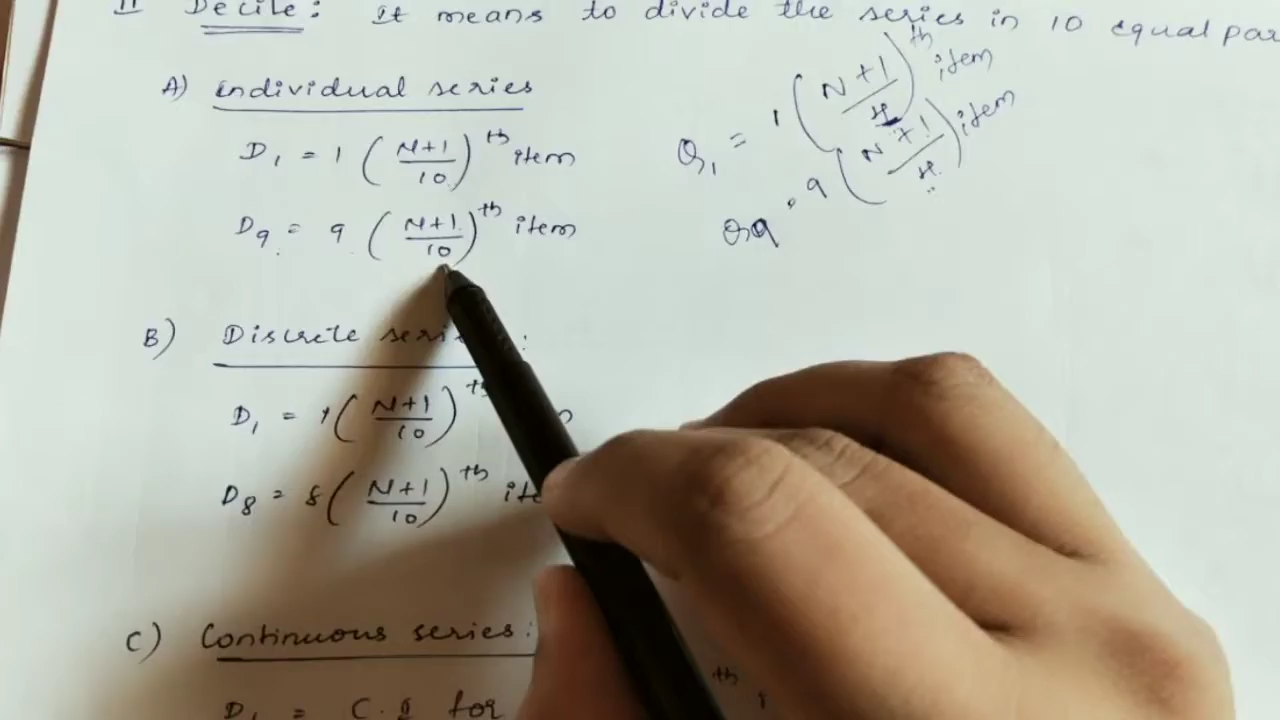 II Decile: It means to divide the series in 10 equal par
A) individual series
D1 = 1 (N+1/10)th item
D9 = 9 (N+1/10)th item
Q1 = 1 (N+1/4)th item
Q9 = 9 (N+1/4) item
B) Discrete series:
D1 = 1 (N+1/10)th
D8 = 8 (N+1/10)th ite
C) Continuous series:
D1 = C.I for
th